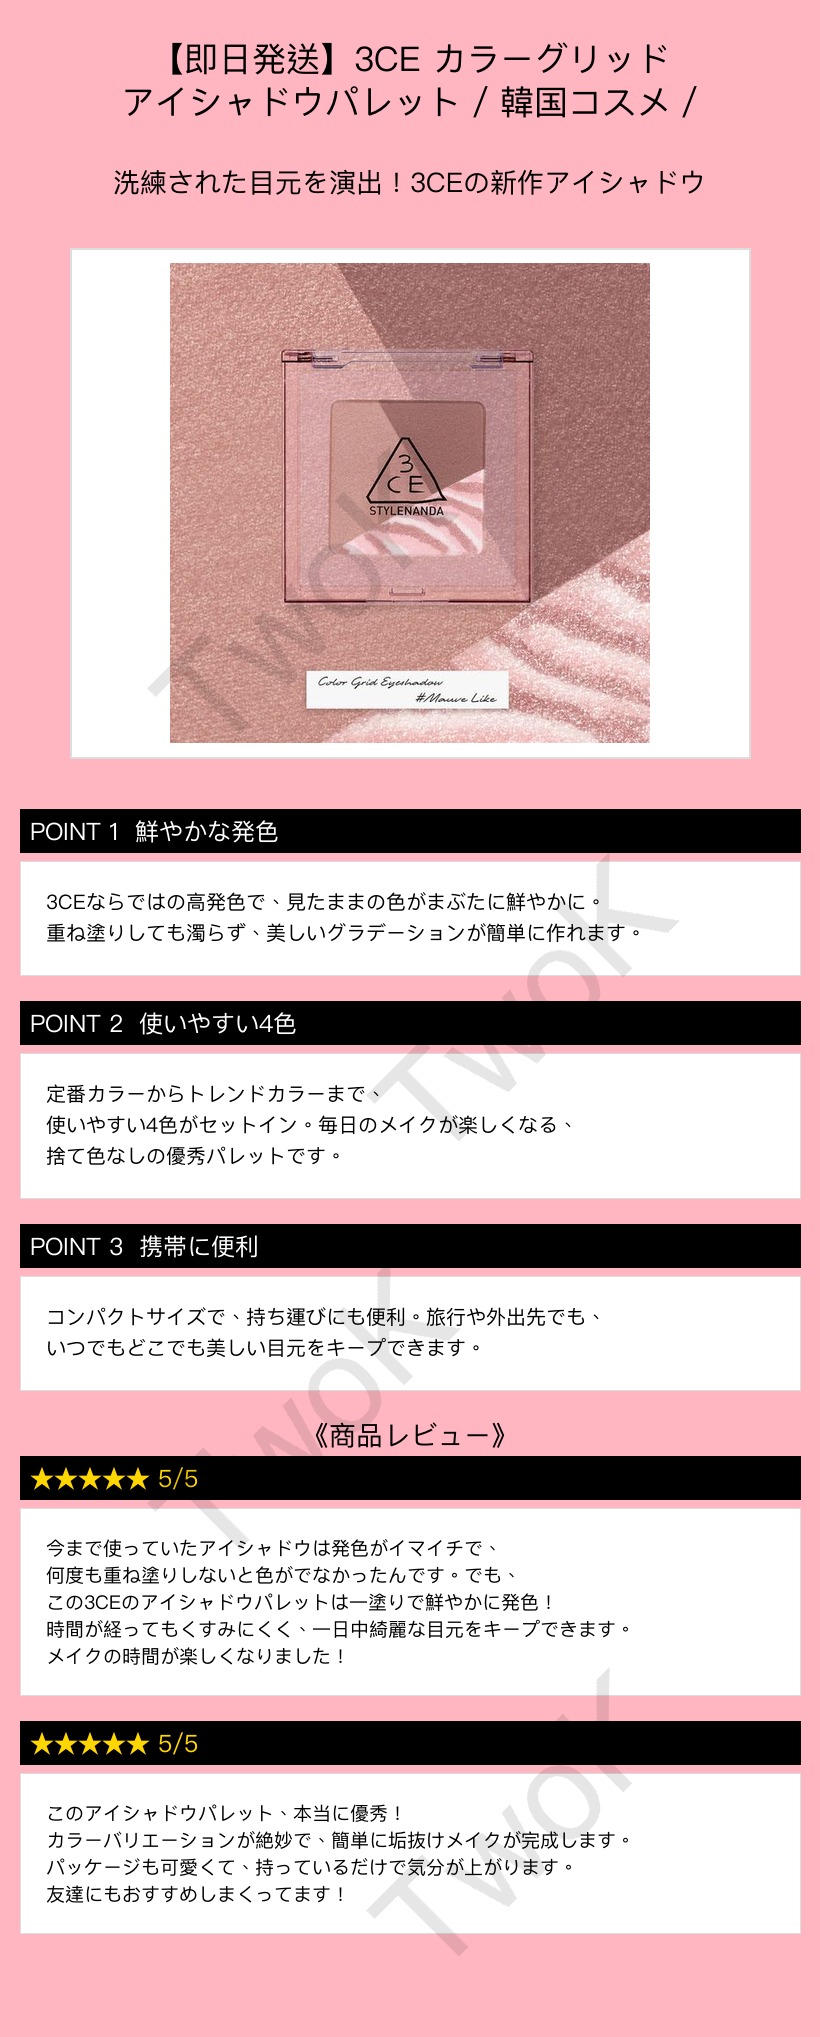 【即日発送】3CE カラーグリッド
アイシャドウパレット / 韓国コスメ /
洗練された目元を演出！3CEの新作アイシャドウ
3
CE
STYLENANDA
Color Grid Eyeshadow
#Mauve Like
TwoK
POINT 1 鮮やかな発色
3CEならではの高発色で、見たままの色がまぶたに鮮やかに。
重ね塗りしても濁らず、美しいグラデーションが簡単に作れます。
TwoK
POINT 2 使いやすい4色
定番カラーからトレンドカラーまで、
使いやすい4色がセットイン。毎日のメイクが楽しくなる、
捨て色なしの優秀パレットです。
POINT 3 携帯に便利
コンパクトサイズで、持ち運びにも便利。旅行や外出先でも、
いつでもどこでも美しい目元をキープできます。
TwoK
《商品レビュー》
★★★★★ 5/5
今まで使っていたアイシャドウは発色がイマイチで、
何度も重ね塗りしないと色がでなかったんです。でも、
この3CEのアイシャドウパレットは一塗りで鮮やかに発色！
時間が経ってもくすみにくく、一日中綺麗な目元をキープできます。
メイクの時間が楽しくなりました！
★★★★★ 5/5
このアイシャドウパレット、本当に優秀！
カラーバリエーションが絶妙で、簡単に垢抜けメイクが完成します。
パッケージも可愛くて、持っているだけで気分が上がります。
友達にもおすすめしまくってます！
TwoK